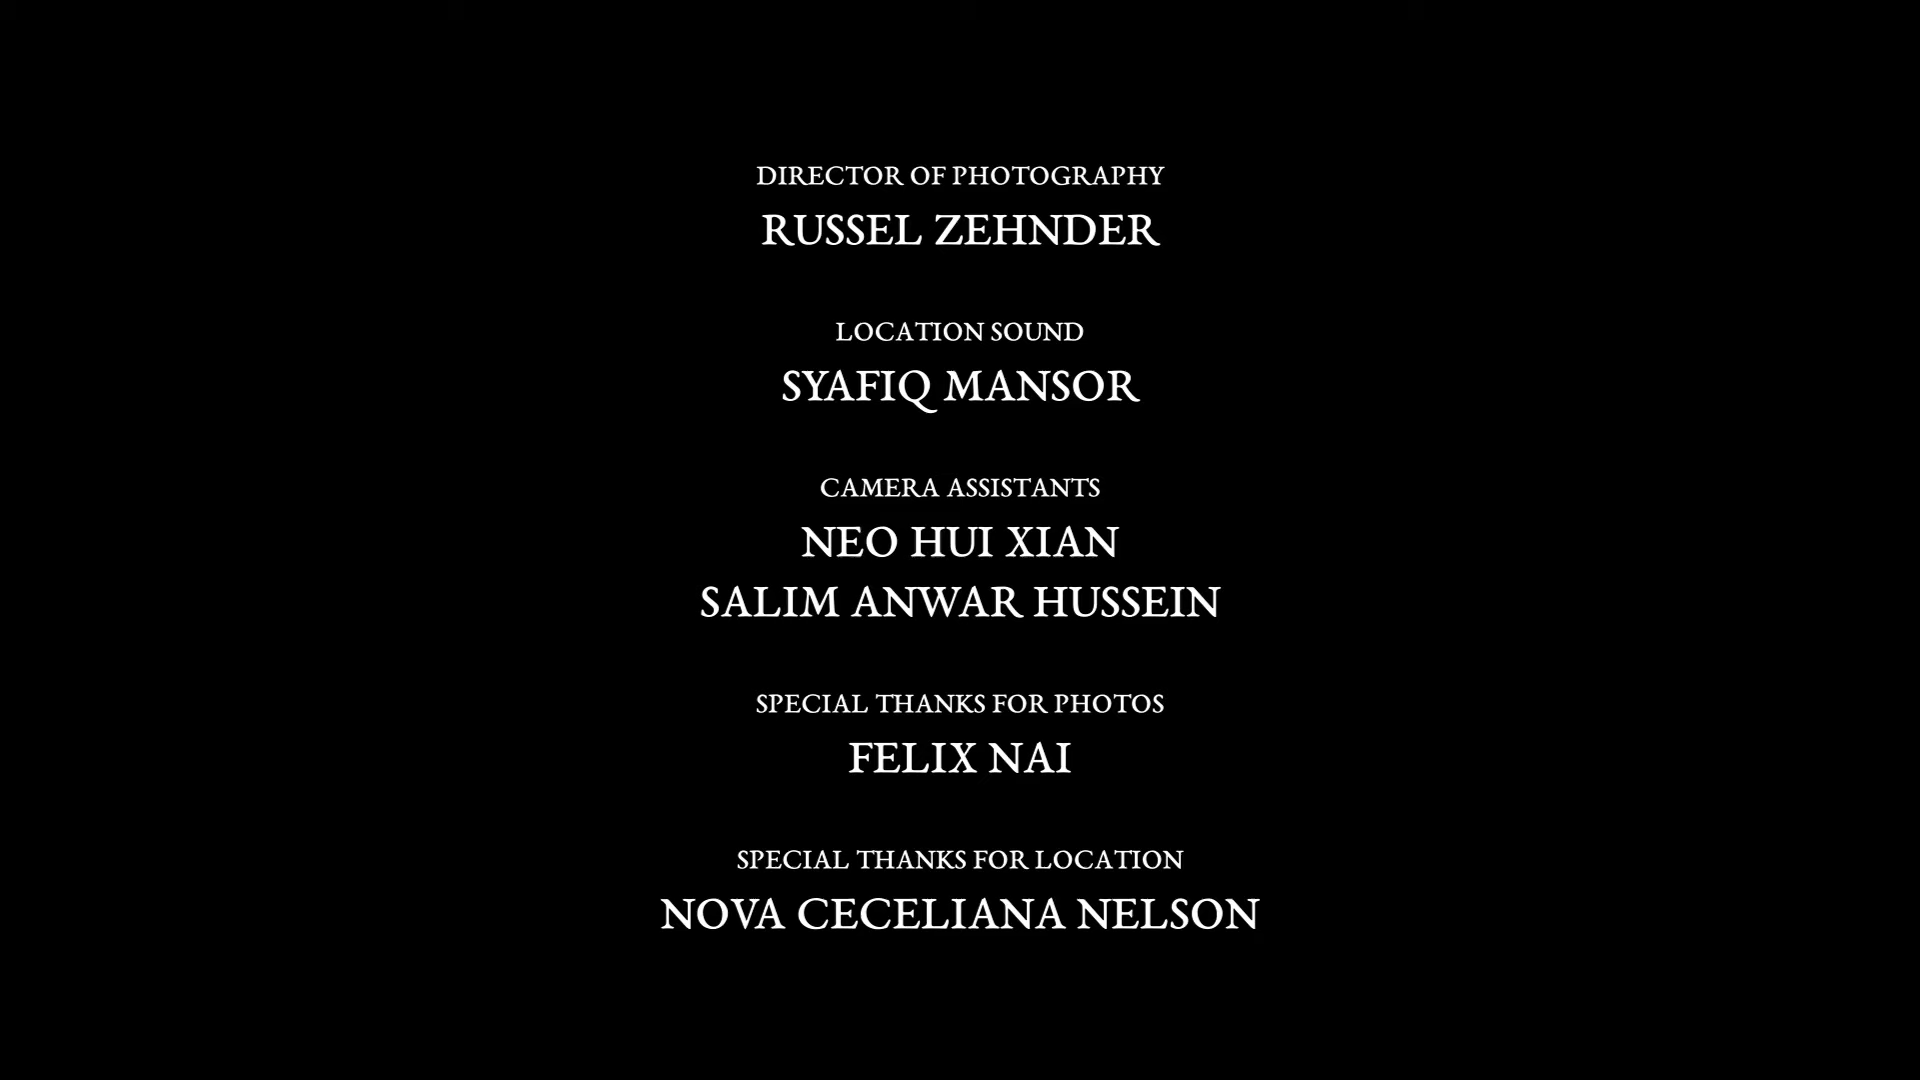 DIRECTOR OF PHOTOGRAPHY
RUSSEL ZEHNDER
LOCATION SOUND
SYAFIQ MANSOR
CAMERA ASSISTANTS
NEO HUI XIAN
SALIM ANWAR HUSSEIN
SPECIAL THANKS FOR PHOTOS
FELIX NAI
SPECIAL THANKS FOR LOCATION
NOVA CECELIANA NELSON